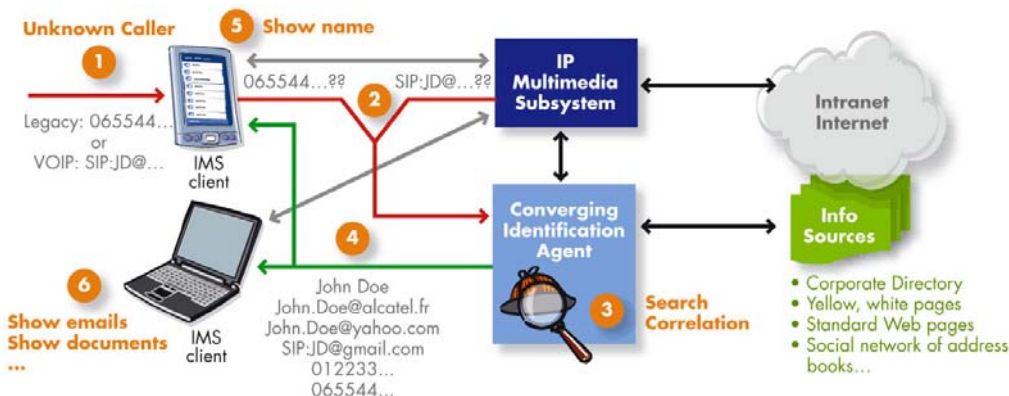 Unknown Caller
1
5 Show name
Legacy: 065544...
or
VOIP: SIP:JD@...
IMS
client
065544...??
2
SIP:JD@...??
IP
Multimedia
Subsystem
Intranet
Internet
4
Converging
Identification
Agent
Info
Sources
6
Show emails
Show documents
...
IMS
client
John Doe
John.Doe@alcatel.fr
John.Doe@yahoo.com
SIP:JD@gmail.com
012233...
065544...
3
Search
Correlation
• Corporate Directory
• Yellow, white pages
• Standard Web pages
• Social network of address
books...